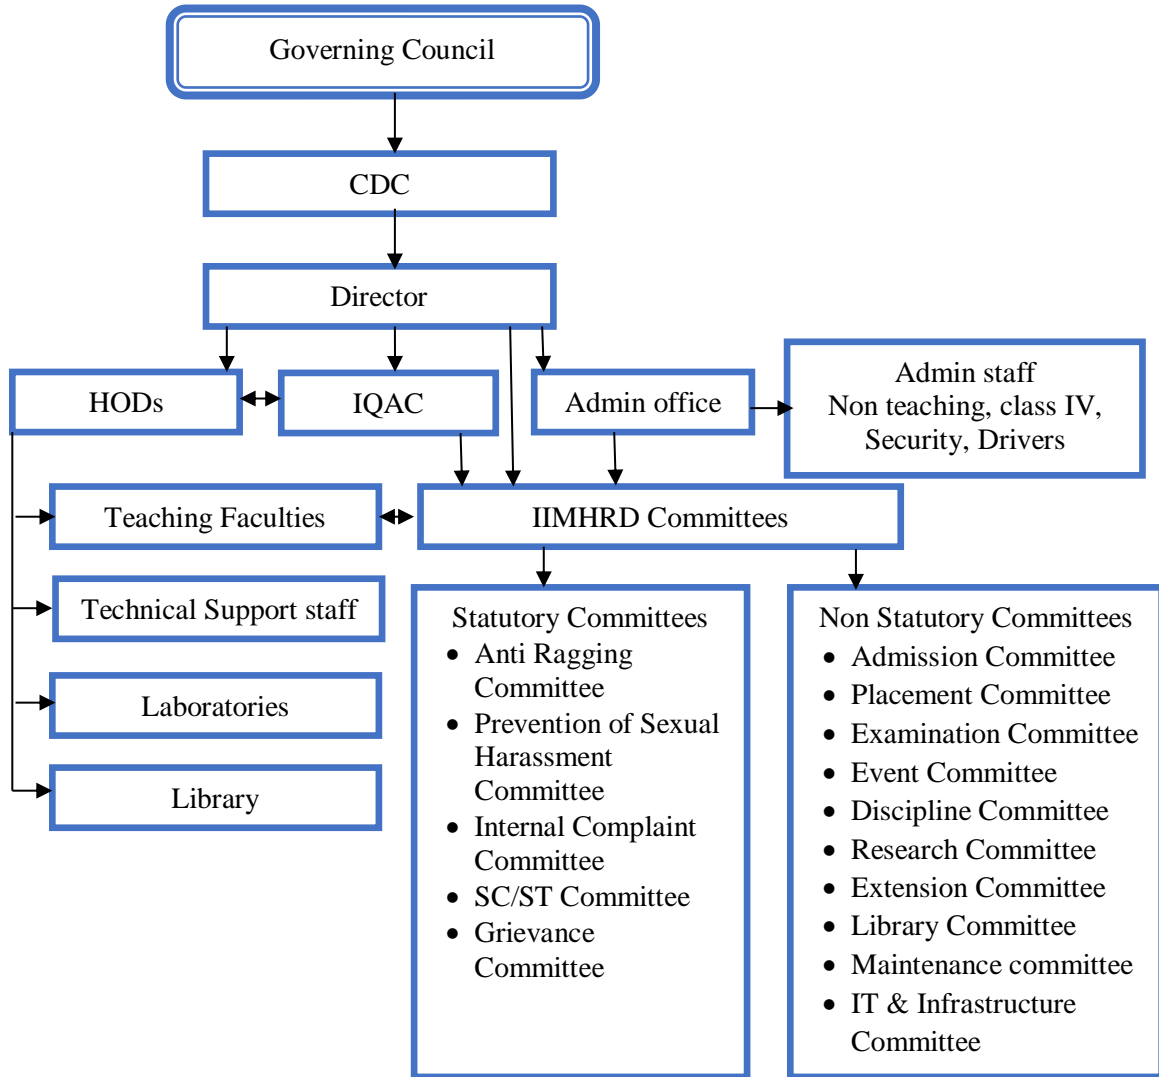 Governing Council
CDC
Director
HODs
IQAC
Admin office
Admin staff
Non teaching, class IV,
Security, Drivers
Teaching Faculties
IIMHRD Committees
Technical Support staff
Laboratories
Library
Statutory Committees
• Anti Ragging
Committee
• Prevention of Sexual
Harassment
Committee
• Internal Complaint
Committee
• SC/ST Committee
• Grievance
Committee
Non Statutory Committees
• Admission Committee
• Placement Committee
• Examination Committee
• Event Committee
• Discipline Committee
• Research Committee
• Extension Committee
• Library Committee
• Maintenance committee
• IT & Infrastructure
Committee